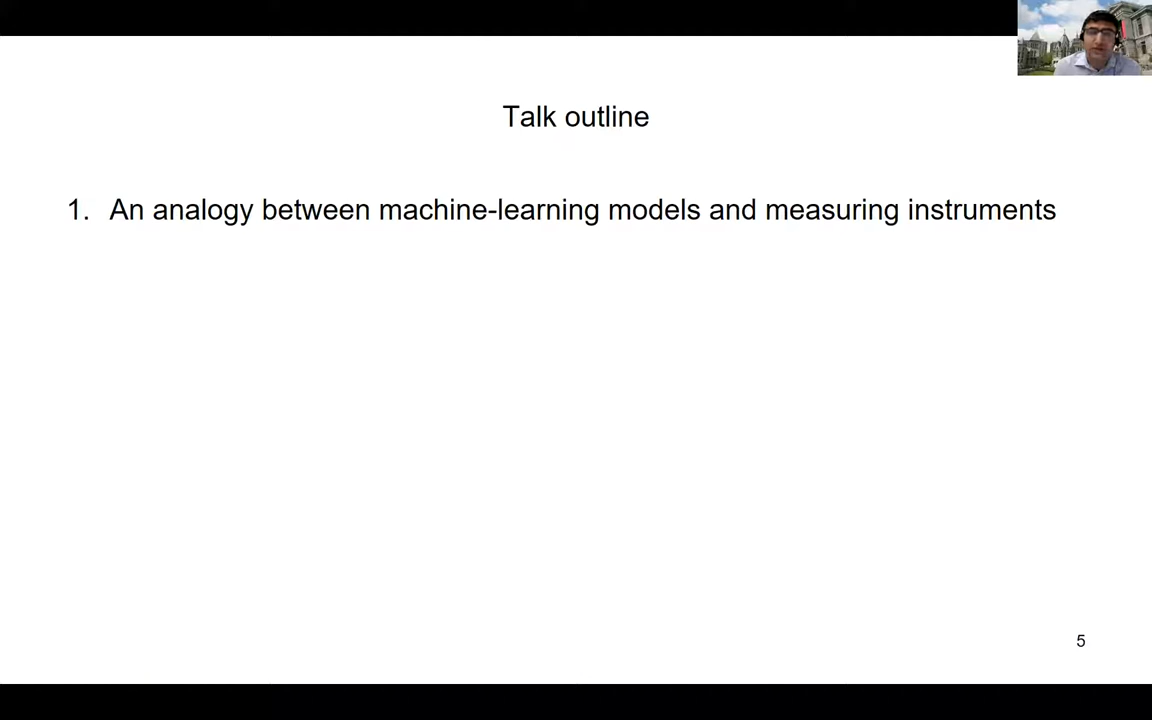 Talk outline
1. An analogy between machine-learning models and measuring instruments
5